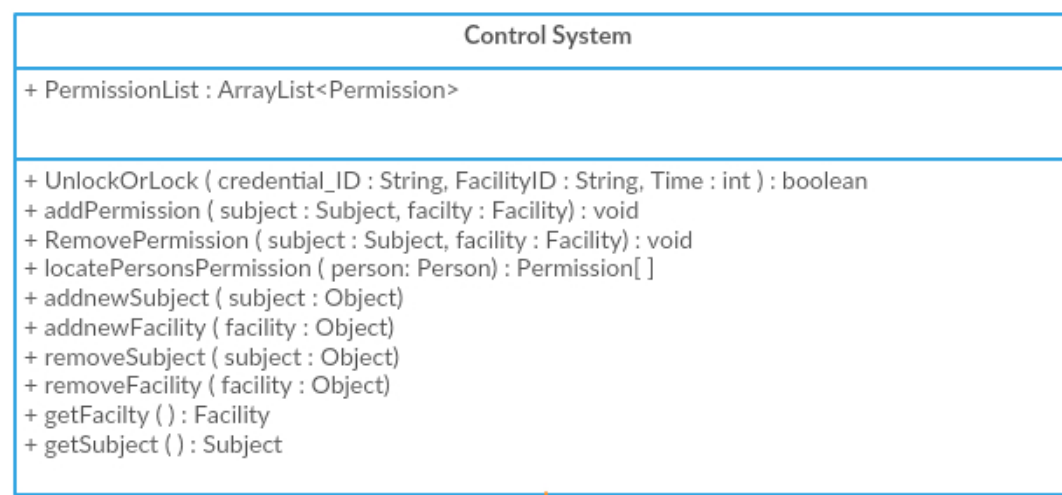 Control System
+ PermissionList : ArrayList<Permission>
+ UnlockOrLock ( credential_ID : String, FacilityID : String, Time : int ) : boolean
+ addPermission ( subject : Subject, facilty : Facility) : void
+ RemovePermission ( subject : Subject, facility : Facility) : void
+ locatePersonsPermission ( person: Person) : Permission[ ]
+ addnewSubject ( subject : Object)
+ addnewFacility ( facility : Object)
+ removeSubject ( subject : Object)
+ removeFacility ( facility : Object)
+ getFacilty ( ) : Facility
+ getSubject ( ) : Subject